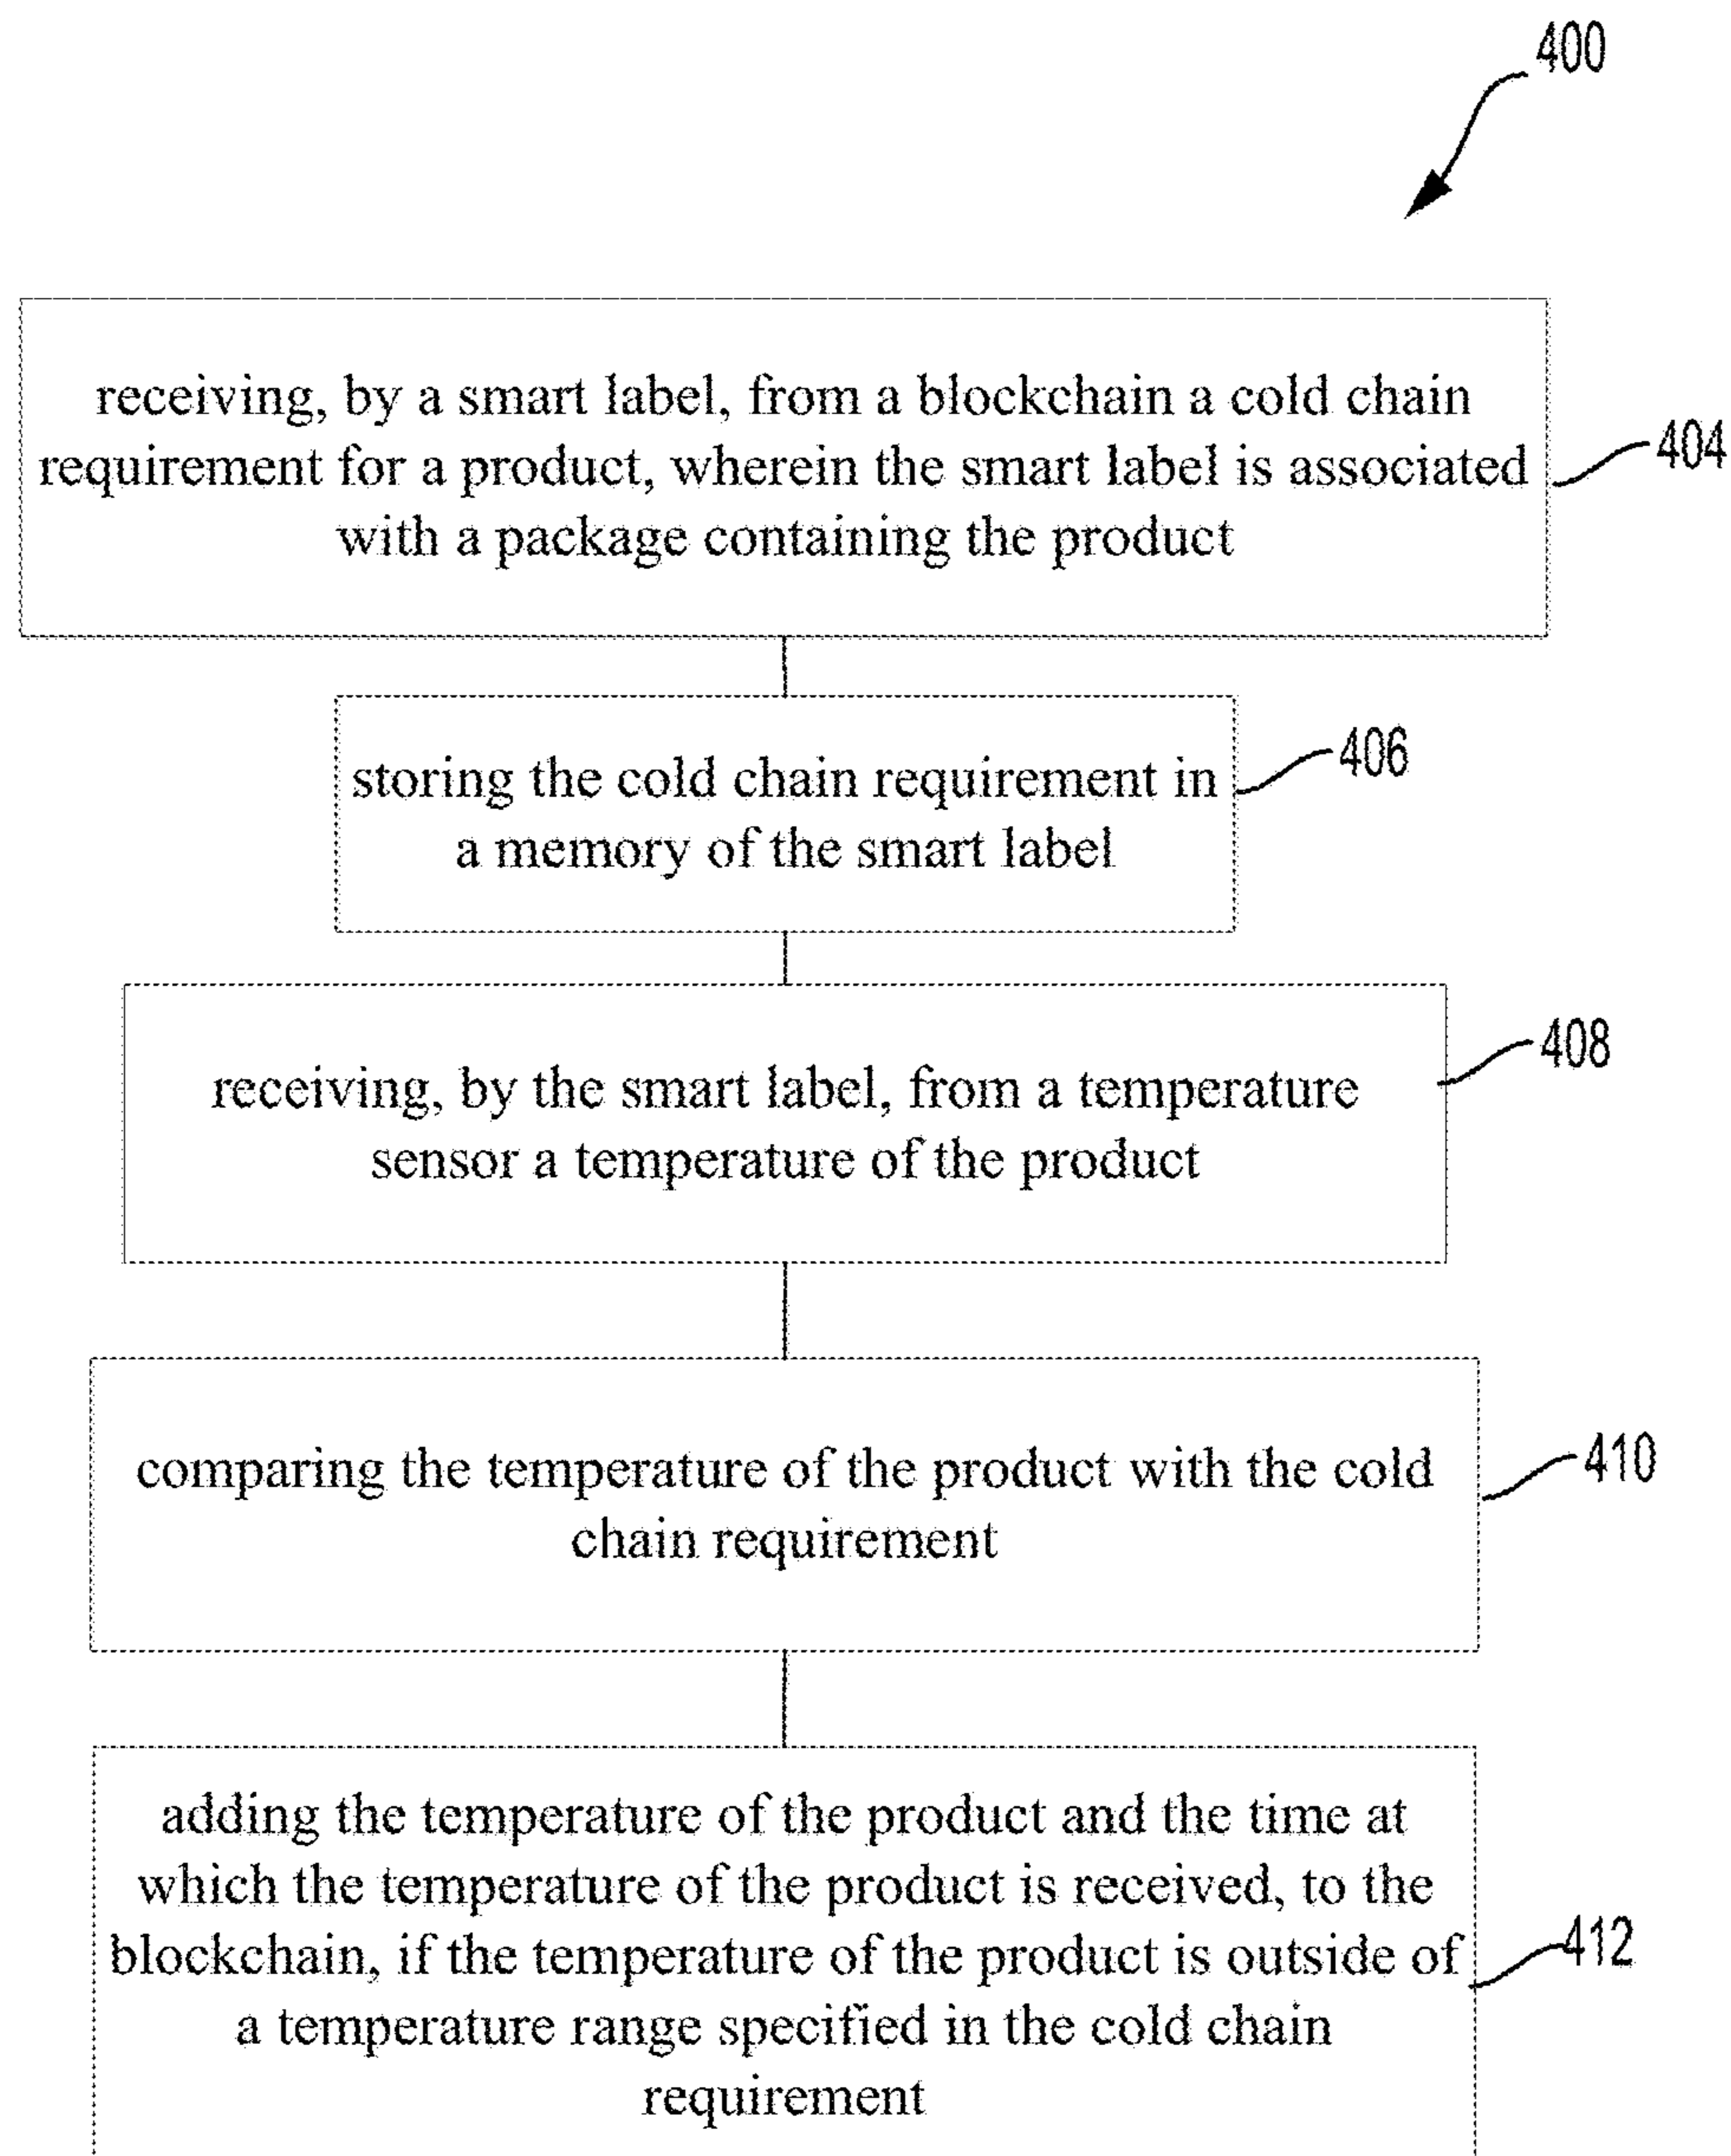 400
receiving, by a smart label, from a blockchain a cold chain
requirement for a product, wherein the smart label is associated
with a package containing the product
404
storing the cold chain requirement in
a memory of the smart label
406
receiving, by the smart label, from a temperature
sensor a temperature of the product
408
comparing the temperature of the product with the cold
chain requirement
410
adding the temperature of the product and the time at
which the temperature of the product is received, to the
blockchain, if the temperature of the product is outside of
a temperature range specified in the cold chain
requirement
412